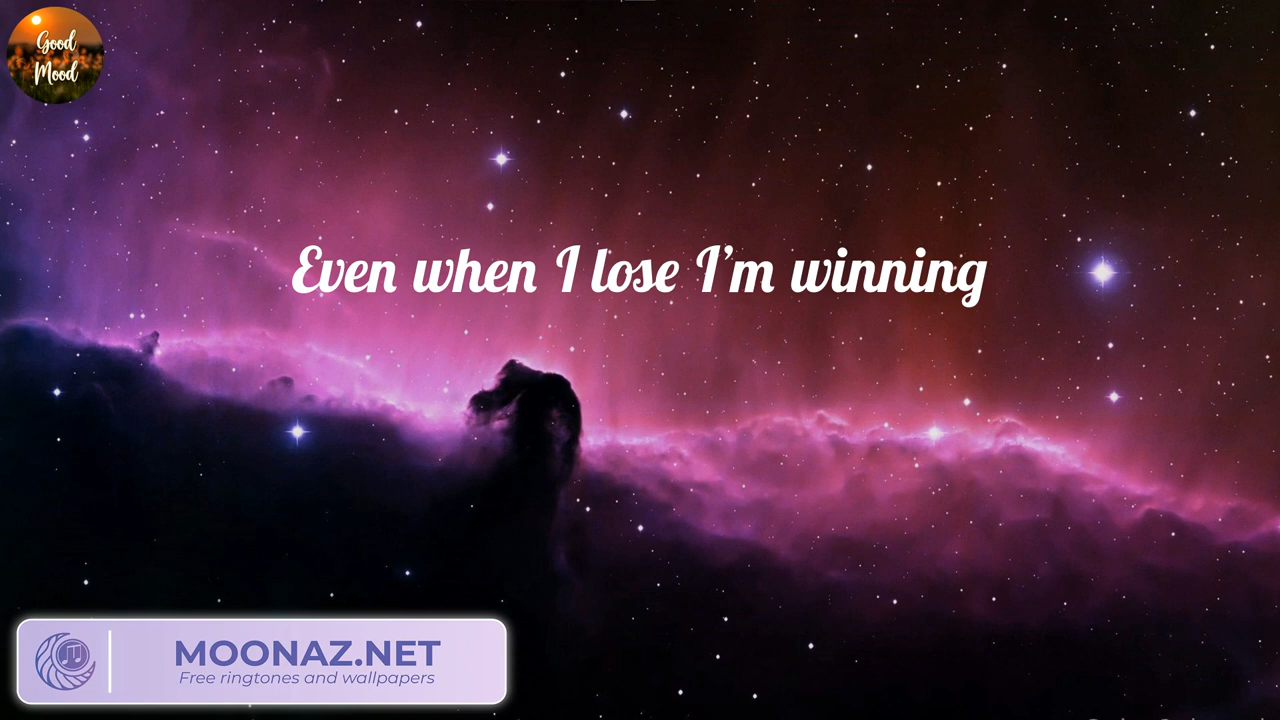 Good
Mood
Even when I lose I'm winning
MOONAZ.NET
Free ringtones and wallpapers